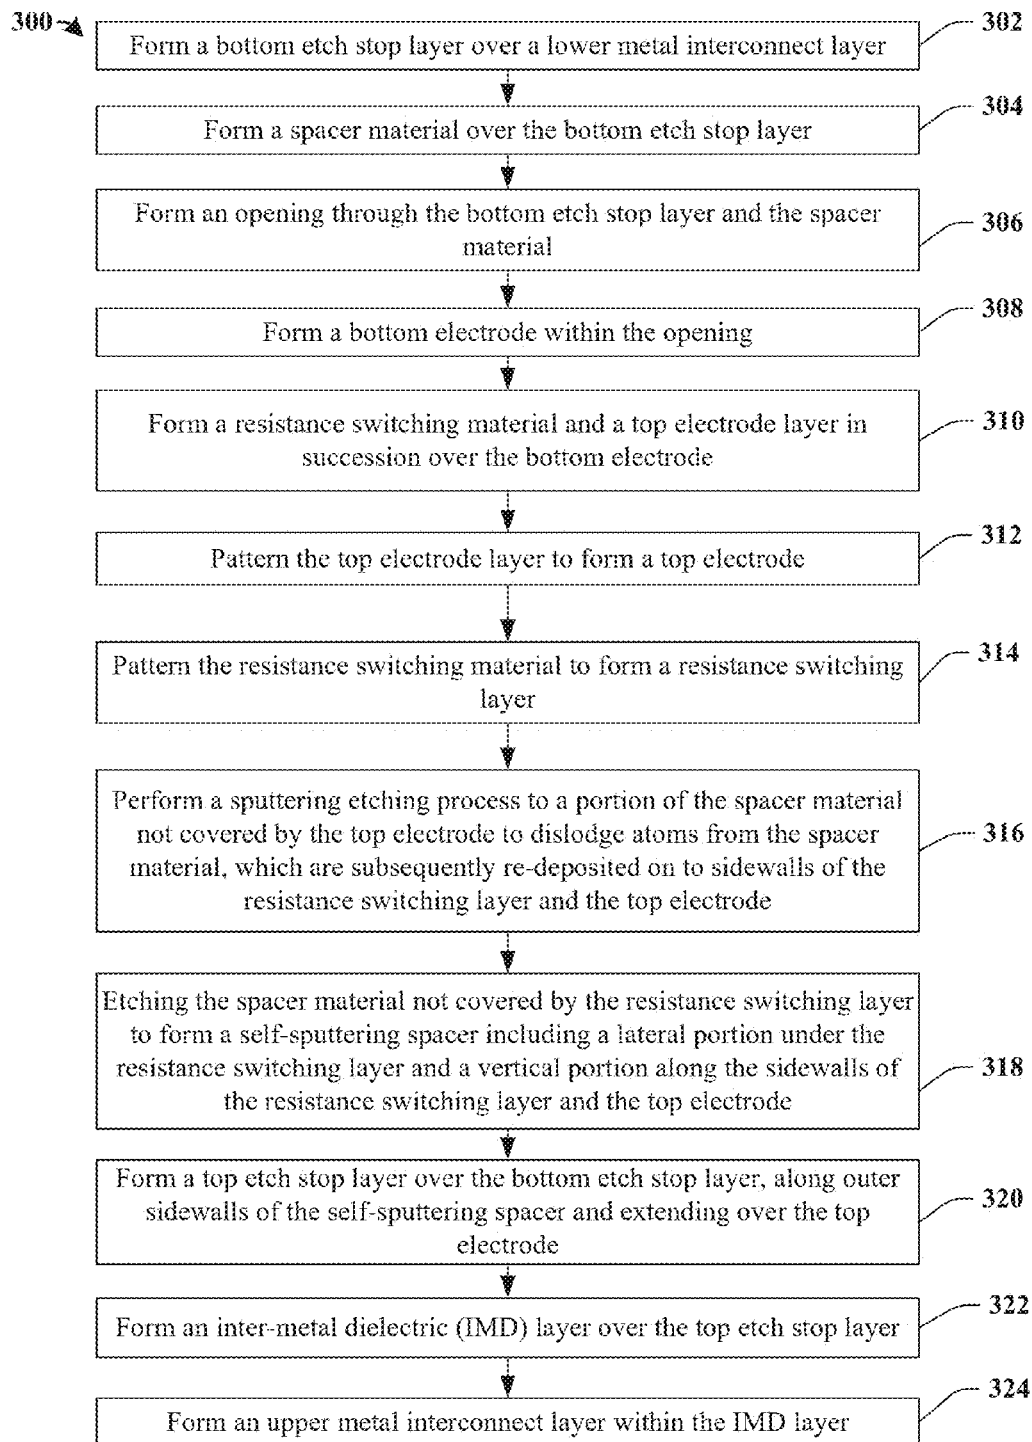 300
Form a bottom etch stop layer over a lower metal interconnect layer
302
Form a spacer material over the bottom etch stop layer
304
Form an opening through the bottom etch stop layer and the spacer
material
306
Form a bottom electrode within the opening
308
Form a resistance switching material and a top electrode layer in
succession over the bottom electrode
310
Pattern the top electrode layer to form a top electrode
312
Pattern the resistance switching material to form a resistance switching
layer
314
Perform a sputtering etching process to a portion of the spacer material
not covered by the top electrode to dislodge atoms from the spacer
material, which are subsequently re-deposited on to sidewalls of the
resistance switching layer and the top electrode
316
Etching the spacer material not covered by the resistance switching layer
to form a self-sputtering spacer including a lateral portion under the
resistance switching layer and a vertical portion along the sidewalls of
the resistance switching layer and the top electrode
318
Form a top etch stop layer over the bottom etch stop layer, along outer
sidewalls of the self-sputtering spacer and extending over the top
electrode
320
Form an inter-metal dielectric (IMD) layer over the top etch stop layer
322
Form an upper metal interconnect layer within the IMD layer
324